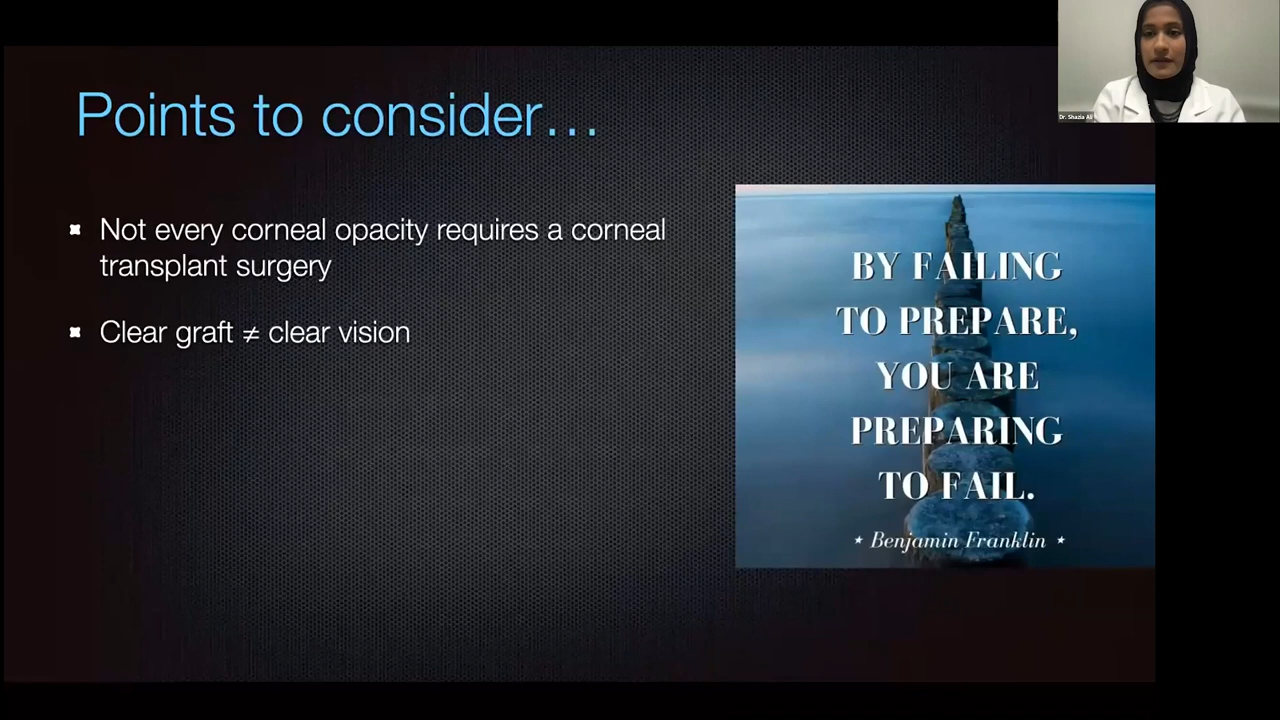 Points to consider…
Not every corneal opacity requires a corneal
transplant surgery
Clear graft ≠ clear vision
BY FAILING
TO PREPARE,
YOU ARE
PREPARING
TO FAIL.
* Benjamin Franklin *
Dr. Shazia Ali